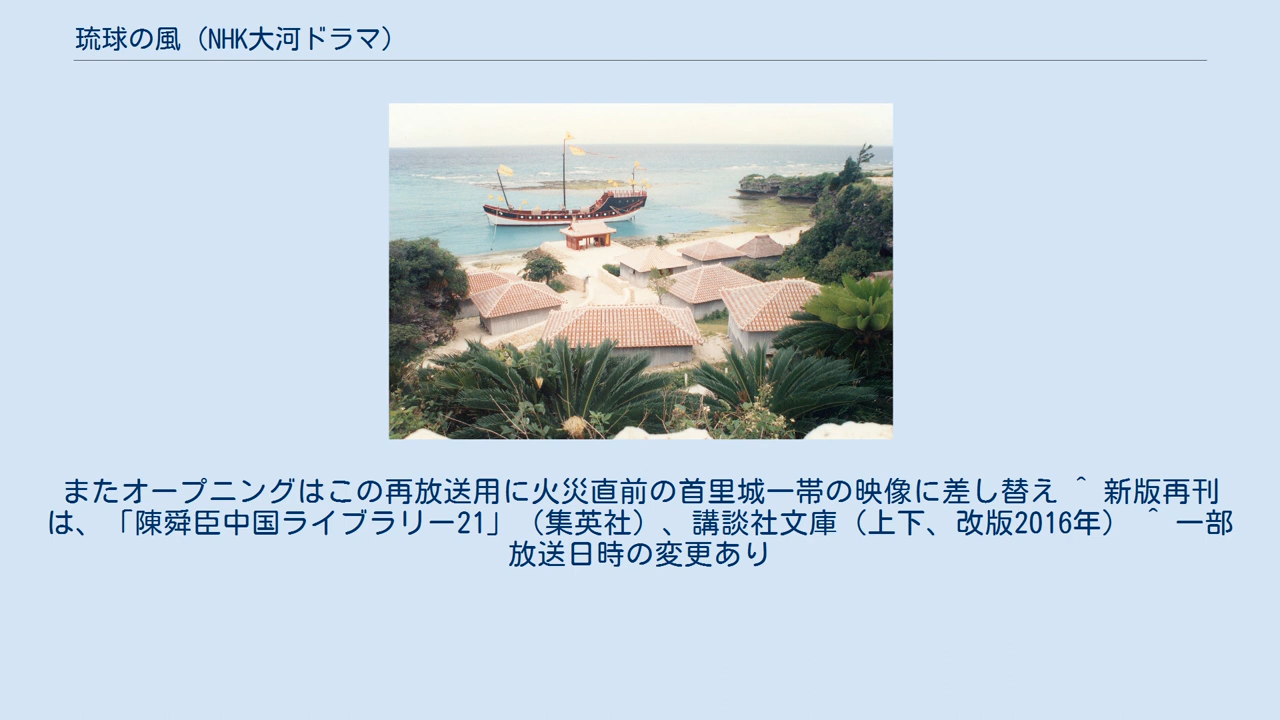 琉球の風（NHK大河ドラマ）
またオープニングはこの再放送用に火災直前の首里城一帯の映像に差し替え ＾ 新版再刊
は、「陳舜臣中国ライブラリー21」（集英社）、講談社文庫（上下、改版2016年） ＾ 一部
放送日時の変更あり